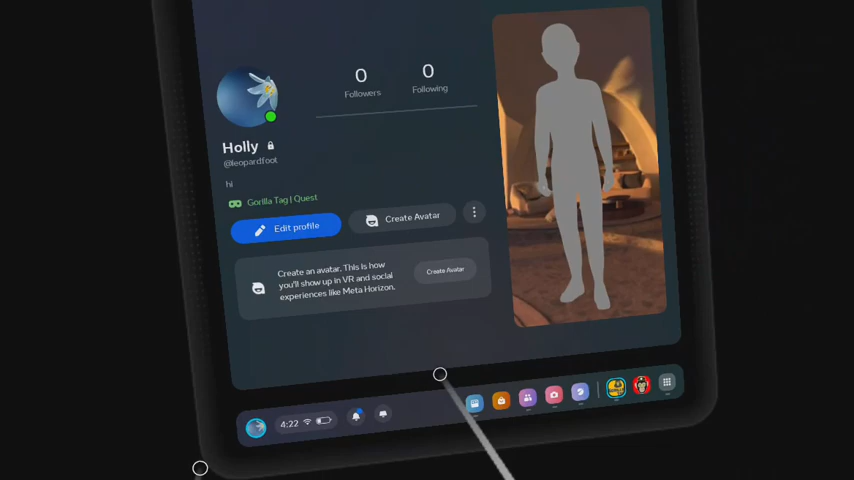 0
Followers
0
Following
Holly
@leopardfoot
hi
Gorilla Tag | Quest
Edit profile
Create Avatar
Create an avatar. This is how
you'll show up in VR and social
experiences like Meta Horizon.
Create Avatar
4:22